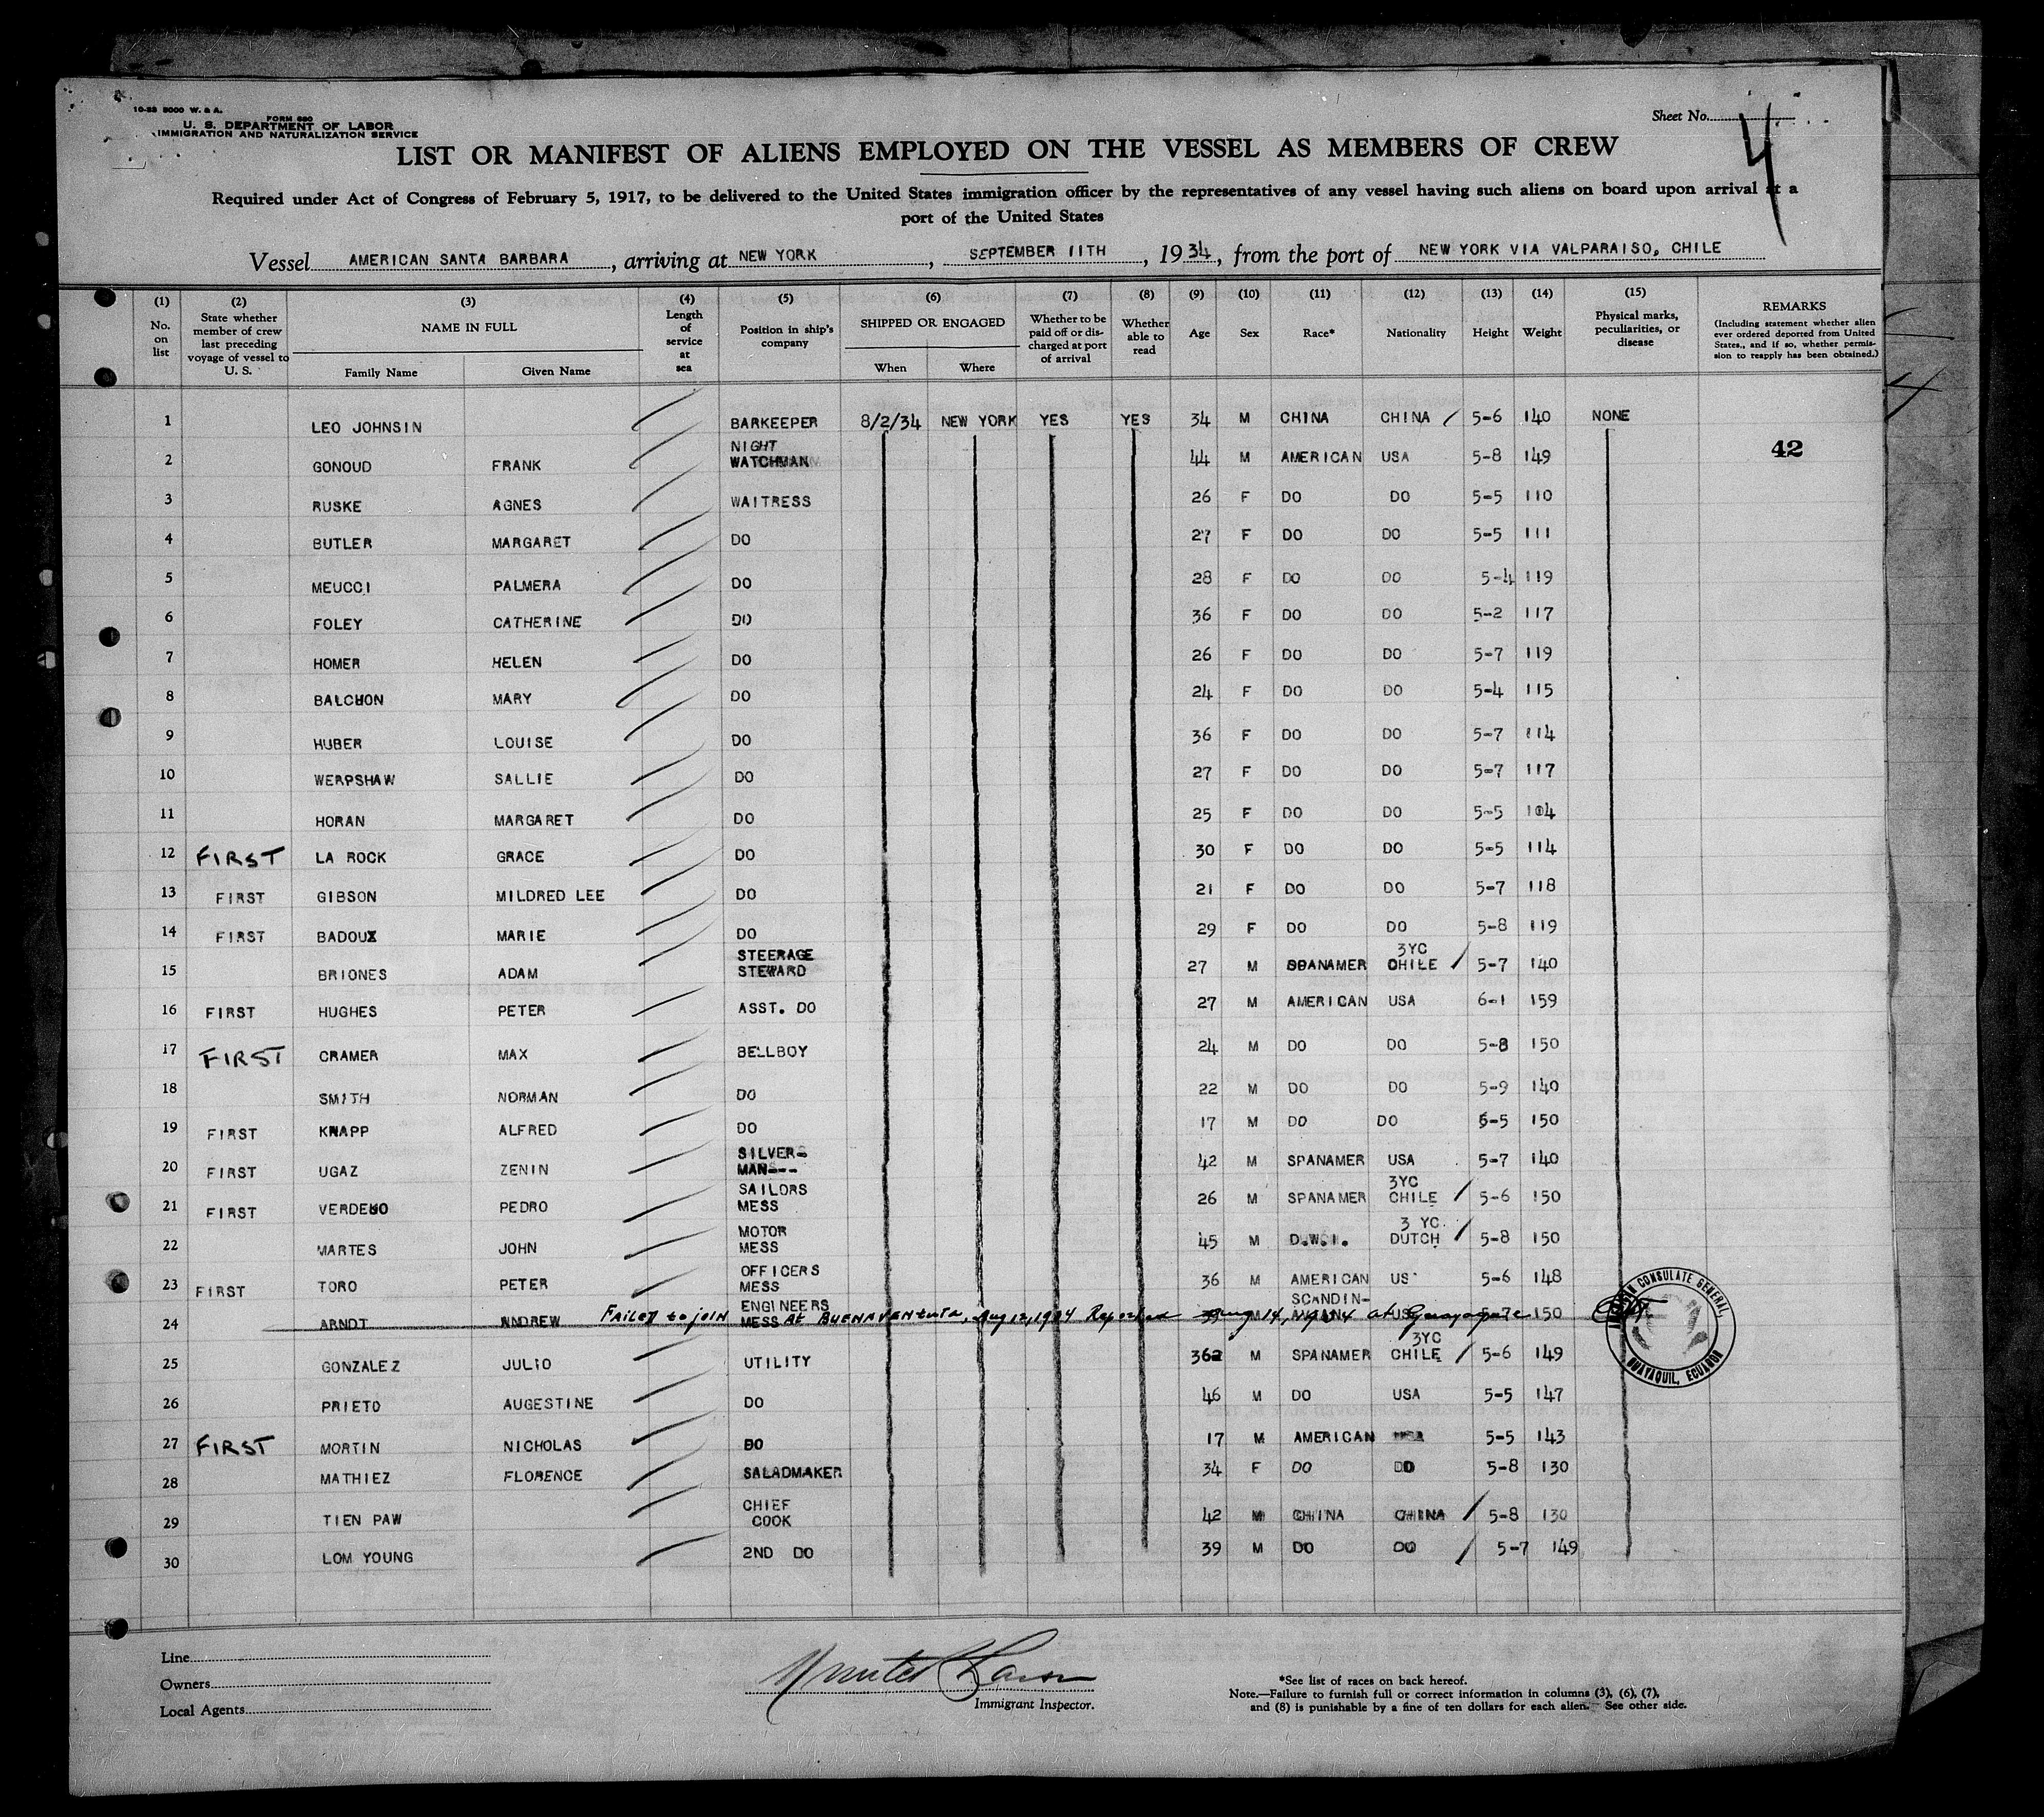 10-33 5000 W. & A.
FORM 680
U. S. DEPARTMENT OF LABOR
IMMIGRATION AND NATURALIZATION SERVICE
Sheet No. 4
LIST OR MANIFEST OF ALIENS EMPLOYED ON THE VESSEL AS MEMBERS OF CREW
Required under Act of Congress of February 5, 1917, to be delivered to the United States immigration officer by the representatives of any vessel having such aliens on board upon arrival at a
port of the United States
Vessel AMERICAN SANTA BARBARA, arriving at NEW YORK, SEPTEMBER 11TH, 1934, from the port of NEW YORK VIA VALPARAISO, CHILE
(1) No. on list
(2) State whether member of crew last preceding voyage of vessel to U. S.
(3) NAME IN FULL Family Name Given Name
(4) Length of service at sea
(5) Position in ship's company
(6) SHIPPED OR ENGAGED When Where
(7) Whether to be paid off or discharged at port of arrival
(8) Whether able to read
(9) Age
(10) Sex
(11) Race*
(12) Nationality
(13) Height
(14) Weight
(15) Physical marks, peculiarities, or disease
REMARKS (Including statement whether alien ever ordered deported from United States, and if so, whether permission to reapply has been obtained.)
1 LEO JOHNSIN BARKEEPER 8/2/34 NEW YORK YES YES 34 M CHINA CHINA / 5-6 140 NONE
42
2 GONOUD FRANK NIGHT WATCHMAN 44 M AMERICAN USA 5-8 149
3 RUSKE AGNES WAITRESS 26 F DO DO 5-5 110
4 BUTLER MARGARET DO 27 F DO DO 5-5 111
5 MEUCCI PALMERA DO 28 F DO DO 5-4 119
6 FOLEY CATHERINE DO 36 F DO DO 5-2 117
7 HOMER HELEN DO 26 F DO DO 5-7 119
8 BALCHON MARY DO 24 F DO DO 5-4 115
9 HUBER LOUISE DO 36 F DO DO 5-7 114
10 WERPSHAW SALLIE DO 27 F DO DO 5-7 117
11 HORAN MARGARET DO 25 F DO DO 5-5 104
12 FIRST LA ROCK GRACE DO 30 F DO DO 5-5 114
13 FIRST GIBSON MILDRED LEE DO 21 F DO DO 5-7 118
14 FIRST BADOUX MARIE DO 29 F DO DO 5-8 119
15 BRIONES ADAM STEERAGE STEWARD 27 M SPANAMER 3YC CHILE / 5-7 140
16 FIRST HUGHES PETER ASST. DO 27 M AMERICAN USA 6-1 159
17 FIRST CRAMER MAX BELLBOY 24 M DO DO 5-8 150
18 SMITH NORMAN DO 22 M DO DO 5-9 140
19 FIRST KNAPP ALFRED DO 17 M DO DO 5-5 150
20 FIRST UGAZ ZENIN SILVER- MAN--- 42 M SPANAMER USA 5-7 140
21 FIRST VERDEJO PEDRO SAILORS MESS 26 M SPANAMER 3YC CHILE / 5-6 150
22 MARTES JOHN MOTOR MESS 45 M D.W.I. 3 YC. DUTCH / 5-8 150
23 FIRST TORO PETER OFFICERS MESS 36 M AMERICAN US 5-6 148
24 ARNDT ANDREW ENGINEERS MESS 39 M SCANDIN- 5-7 150
Failed to join at Buenaventura, Aug 12, 1934 Reported Aug 14, 1934 at Guayaquil
25 GONZALEZ JULIO UTILITY 362 M SPANAMER 3YC CHILE / 5-6 149
26 PRIETO AUGESTINE DO 46 M DO USA 5-5 147
27 FIRST MORTIN NICHOLAS DO 17 M AMERICAN 5-5 143
28 MATHIEZ FLORENCE SALADMAKER 34 F DO DO 5-8 130
29 TIEN PAW CHIEF COOK 42 M CHINA CHINA / 5-8 130
30 LOM YOUNG 2ND DO 39 M DO DO / 5-7 149
CONSULATE GENERAL,
GUAYAQUIL, ECUADOR
Line
Owners
Local Agents
Immigrant Inspector.
*See list of races on back hereof.
Note.—Failure to furnish full or correct information in columns (3), (6), (7),
and (8) is punishable by a fine of ten dollars for each alien. See other side.